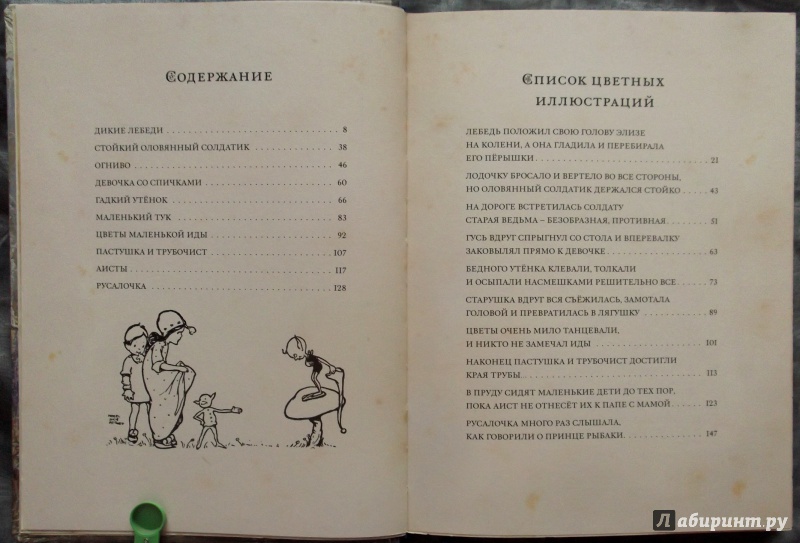 Содержание
ДИКИЕ ЛЕБЕДИ 8
СТОЙКИЙ ОЛОВЯННЫЙ СОЛДАТИК 38
ОГНИВО 46
ДЕВОЧКА СО СПИЧКАМИ 60
ГАДКИЙ УТЁНОК 66
МАЛЕНЬКИЙ ТУК 83
ЦВЕТЫ МАЛЕНЬКОЙ ИДЫ 92
ПАСТУШКА И ТРУБОЧИСТ 107
АИСТЫ 117
РУСАЛОЧКА 128
Список цветных
иллюстраций
ЛЕБЕДЬ ПОЛОЖИЛ СВОЮ ГОЛОВУ ЭЛИЗЕ
НА КОЛЕНИ, А ОНА ГЛАДИЛА И ПЕРЕБИРАЛА
ЕГО ПЁРЫШКИ 21
ЛОДОЧКУ БРОСАЛО И ВЕРТЕЛО ВО ВСЕ СТОРОНЫ,
НО ОЛОВЯННЫЙ СОЛДАТИК ДЕРЖАЛСЯ СТОЙКО 43
НА ДОРОГЕ ВСТРЕТИЛАСЬ СОЛДАТУ
СТАРАЯ ВЕДЬМА – БЕЗОБРАЗНАЯ, ПРОТИВНАЯ 51
ГУСЬ ВДРУГ СПРЫГНУЛ СО СТОЛА И ВПЕРЕВАЛКУ
ЗАКОВЫЛЯЛ ПРЯМО К ДЕВОЧКЕ 63
БЕДНОГО УТЁНКА КЛЕВАЛИ, ТОЛКАЛИ
И ОСЫПАЛИ НАСМЕШКАМИ РЕШИТЕЛЬНО ВСЕ 73
СТАРУШКА ВДРУГ ВСЯ СЪЁЖИЛАСЬ, ЗАМОТАЛА
ГОЛОВОЙ И ПРЕВРАТИЛАСЬ В ЛЯГУШКУ 89
ЦВЕТЫ ОЧЕНЬ МИЛО ТАНЦЕВАЛИ,
И НИКТО НЕ ЗАМЕЧАЛ ИДЫ 101
НАКОНЕЦ ПАСТУШКА И ТРУБОЧИСТ ДОСТИГЛИ
КРАЯ ТРУБЫ 113
В ПРУДУ СИДЯТ МАЛЕНЬКИЕ ДЕТИ ДО ТЕХ ПОР,
ПОКА АИСТ НЕ ОТНЕСЁТ ИХ К ПАПЕ С МАМОЙ 123
РУСАЛОЧКА МНОГО РАЗ СЛЫШАЛА,
КАК ГОВОРИЛИ О ПРИНЦЕ РЫБАКИ 147
Лабиринт.ру